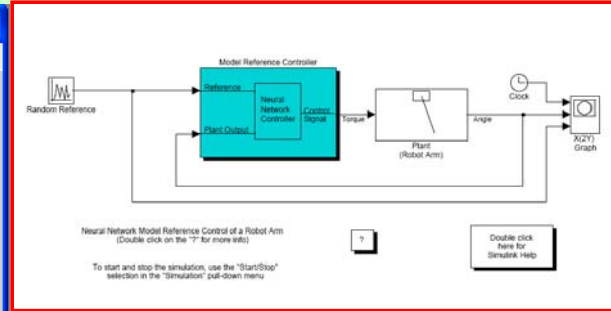 Model Reference Controller
Random Reference
Reference
Plant Output
Neural
Network
Controller
Control
Signal
Torque
Plant
(Robot Arm)
Angle
Clock
X(2Y)
Graph
Neural Network Model Reference Control of a Robot Arm
(Double click on the "?" for more info)
To start and stop the simulation, use the "Start/Stop"
selection in the "Simulation" pull-down menu
?
Double click
here for
Simulink Help